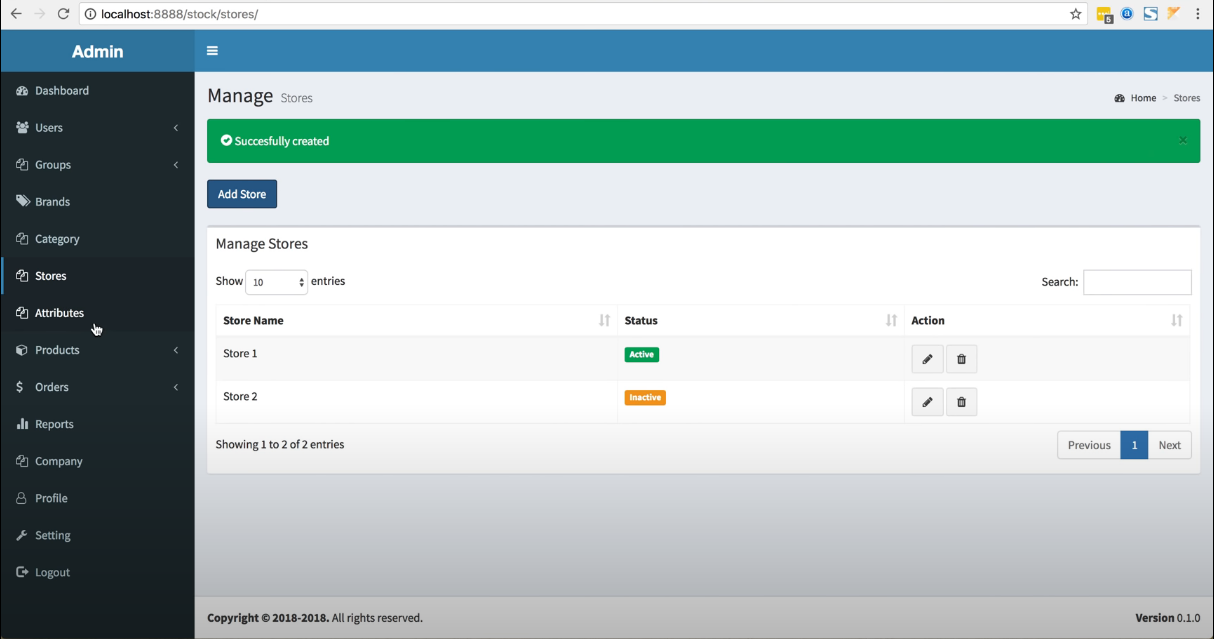 localhost:8888/stock/stores/
5
a
S
Admin
Dashboard
Users
Groups
Brands
Category
Stores
Attributes
Products
Orders
Reports
Company
Profile
Setting
Logout
Manage Stores
Home > Stores
Succesfully created
×
Add Store
Manage Stores
Show 10 entries
Search:
Store Name Status Action
Store 1 Active
Store 2 Inactive
Showing 1 to 2 of 2 entries
Previous 1 Next
Copyright © 2018-2018. All rights reserved.
Version 0.1.0